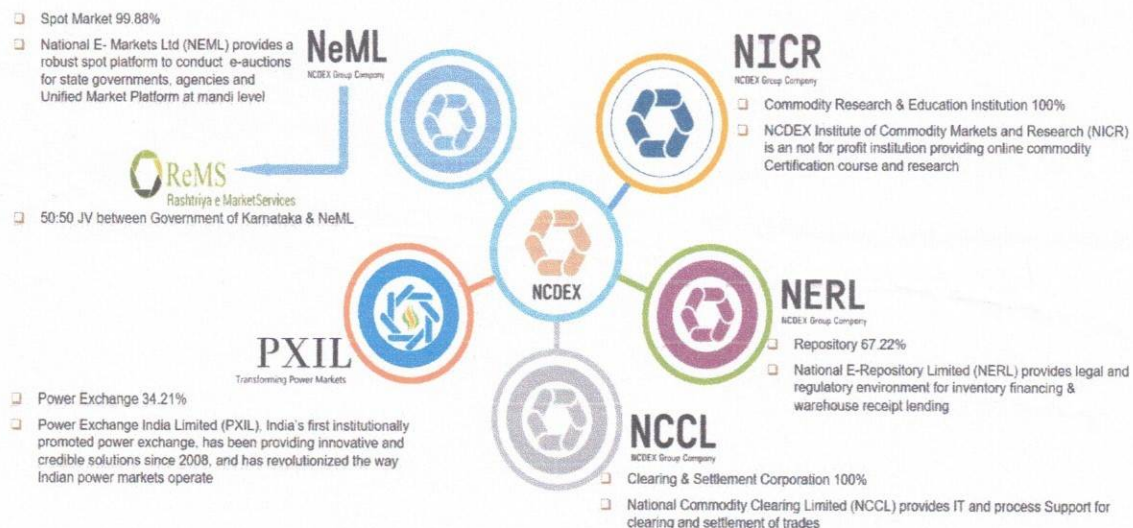 Spot Market 99.88%
National E- Markets Ltd (NEML) provides a
robust spot platform to conduct e-auctions
for state governments, agencies and
Unified Market Platform at mandi level
NeML
NCDEX Group Company
ReMS
Rashtriya e MarketServices
50:50 JV between Government of Karnataka & NeML
NICR
NCDEX Group Company
Commodity Research & Education Institution 100%
NCDEX Institute of Commodity Markets and Research (NICR)
is an not for profit institution providing online commodity
Certification course and research
NCDEX
PXIL
Transforming Power Markets
Power Exchange 34.21%
Power Exchange India Limited (PXIL), India's first institutionally
promoted power exchange, has been providing innovative and
credible solutions since 2008, and has revolutionized the way
Indian power markets operate
NERL
NCDEX Group Company
Repository 67.22%
National E-Repository Limited (NERL) provides legal and
regulatory environment for inventory financing &
warehouse receipt lending
NCCL
NCDEX Group Company
Clearing & Settlement Corporation 100%
National Commodity Clearing Limited (NCCL) provides IT and process Support for
clearing and settlement of trades